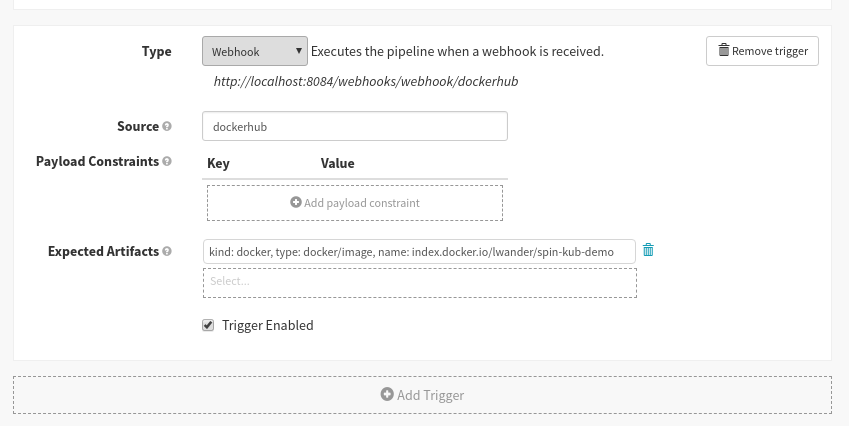 Type Webhook Executes the pipeline when a webhook is received. Remove trigger
http://localhost:8084/webhooks/webhook/dockerhub
Source dockerhub
Payload Constraints Key Value
Add payload constraint
Expected Artifacts kind: docker, type: docker/image, name: index.docker.io/lwander/spin-kub-demo
Select...
Trigger Enabled
Add Trigger